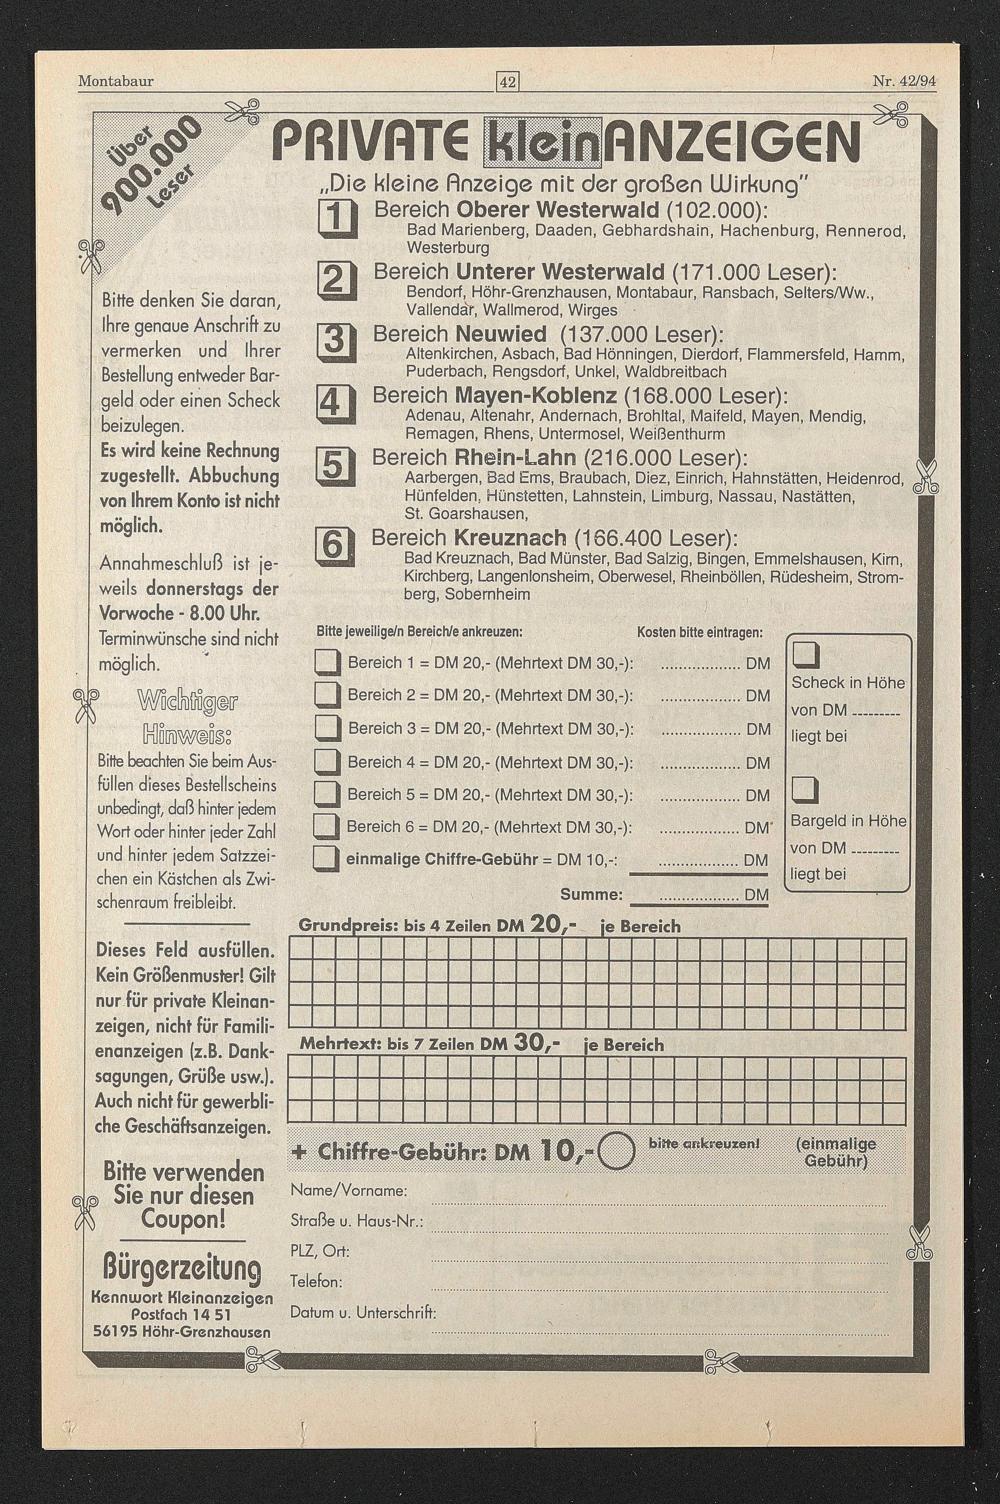 Montabaur
42
Nr. 42/94
Über
900.000
Leser
PRIVATE kleinANZEIGEN
„Die kleine Anzeige mit der großen Wirkung"
1 Bereich Oberer Westerwald (102.000):
Bad Marienberg, Daaden, Gebhardshain, Hachenburg, Rennerod,
Westerburg
2 Bereich Unterer Westerwald (171.000 Leser):
Bendorf, Höhr-Grenzhausen, Montabaur, Ransbach, Selters/Ww.,
Vallendar, Wallmerod, Wirges
3 Bereich Neuwied (137.000 Leser):
Altenkirchen, Asbach, Bad Hönningen, Dierdorf, Flammersfeld, Hamm,
Puderbach, Rengsdorf, Unkel, Waldbreitbach
4 Bereich Mayen-Koblenz (168.000 Leser):
Adenau, Altenahr, Andernach, Brohltal, Maifeld, Mayen, Mendig,
Remagen, Rhens, Untermosel, Weißenthurm
5 Bereich Rhein-Lahn (216.000 Leser):
Aarbergen, Bad Ems, Braubach, Diez, Einrich, Hahnstätten, Heidenrod,
Hünfelden, Hünstetten, Lahnstein, Limburg, Nassau, Nastätten,
St. Goarshausen,
6 Bereich Kreuznach (166.400 Leser):
Bad Kreuznach, Bad Münster, Bad Salzig, Bingen, Emmelshausen, Kirn,
Kirchberg, Langenlonsheim, Oberwesel, Rheinböllen, Rüdesheim, Strom-
berg, Sobernheim
Bitte denken Sie daran,
Ihre genaue Anschrift zu
vermerken und Ihrer
Bestellung entweder Bar-
geld oder einen Scheck
beizulegen.
Es wird keine Rechnung
zugestellt. Abbuchung
von Ihrem Konto ist nicht
möglich.
Annahmeschluß ist je-
weils donnerstags der
Vorwoche - 8.00 Uhr.
Terminwünsche sind nicht
möglich.
Wichtiger
Hinweis:
Bitte beachten Sie beim Aus-
füllen dieses Bestellscheins
unbedingt, daß hinter jedem
Wort oder hinter jeder Zahl
und hinter jedem Satzzei-
chen ein Kästchen als Zwi-
schenraum freibleibt.
Dieses Feld ausfüllen.
Kein Größenmuster! Gilt
nur für private Kleinan-
zeigen, nicht für Famili-
enanzeigen (z.B. Dank-
sagungen, Grüße usw.).
Auch nicht für gewerbli-
che Geschäftsanzeigen.
Bitte verwenden
Sie nur diesen
Coupon!
Bürgerzeitung
Kennwort Kleinanzeigen
Postfach 14 51
56195 Höhr-Grenzhausen
Bitte jeweilige/n Bereich/e ankreuzen: Kosten bitte eintragen:
Bereich 1 = DM 20,- (Mehrtext DM 30,-): ................. DM
Bereich 2 = DM 20,- (Mehrtext DM 30,-): ................. DM
Bereich 3 = DM 20,- (Mehrtext DM 30,-): ................. DM
Bereich 4 = DM 20,- (Mehrtext DM 30,-): ................. DM
Bereich 5 = DM 20,- (Mehrtext DM 30,-): ................. DM
Bereich 6 = DM 20,- (Mehrtext DM 30,-): ................. DM
einmalige Chiffre-Gebühr = DM 10,-: ................. DM
Summe: ................. DM
Scheck in Höhe
von DM ---------
liegt bei
Bargeld in Höhe
von DM ---------
liegt bei
Grundpreis: bis 4 Zeilen DM 20,- je Bereich
Mehrtext: bis 7 Zeilen DM 30,- je Bereich
+ Chiffre-Gebühr: DM 10,- bitte ankreuzen! (einmalige
Gebühr)
Name/Vorname:
Straße u. Haus-Nr.:
PLZ, Ort:
Telefon:
Datum u. Unterschrift: